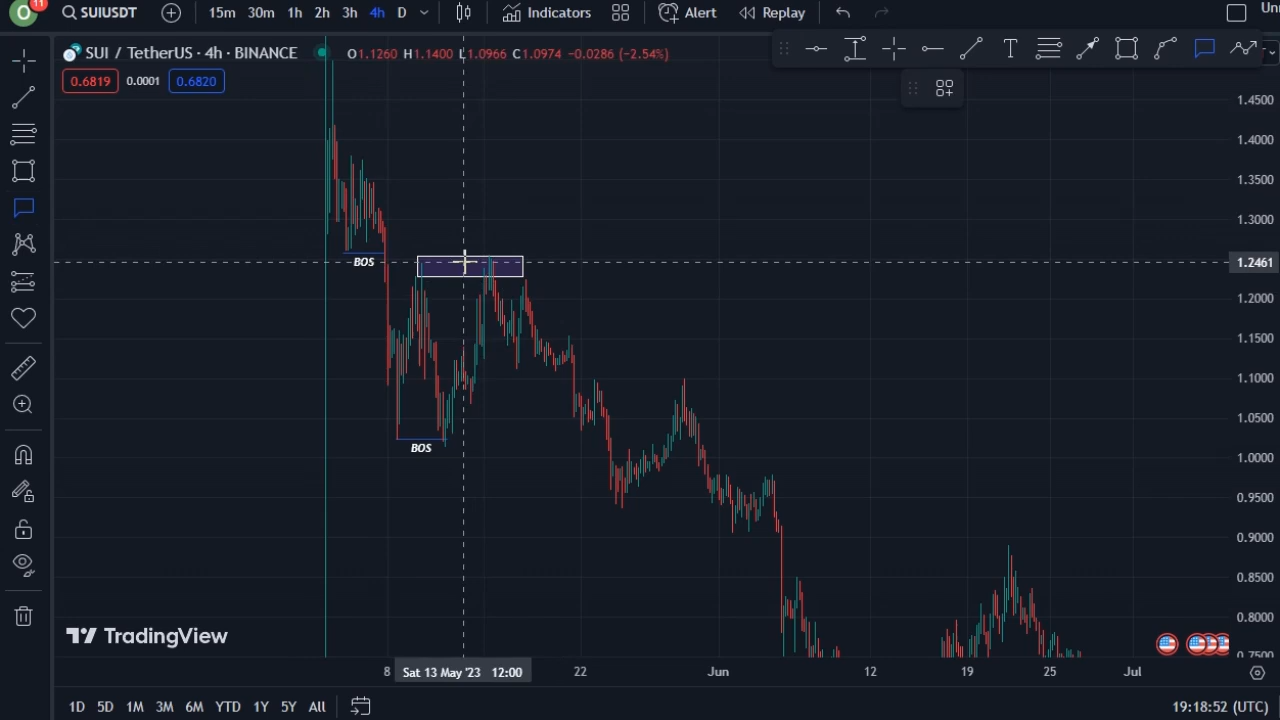 11
SUIUSDT
15m 30m 1h 2h 3h 4h D
Indicators
Alert
Replay
SUI / TetherUS · 4h · BINANCE
O1.1260 H1.1400 L1.0966 C1.0974 −0.0286 (−2.54%)
0.6819 0.0001 0.6820
1.4500
1.4000
1.3500
1.3000
BOS
1.2461
1.2000
1.1500
1.1000
1.0500
BOS
1.0000
0.9500
0.9000
0.8500
0.8000
TradingView
0.7500
8 Sat 13 May '23 12:00 22 Jun 12 19 25 Jul
1D 5D 1M 3M 6M YTD 1Y 5Y All
19:18:52 (UTC)